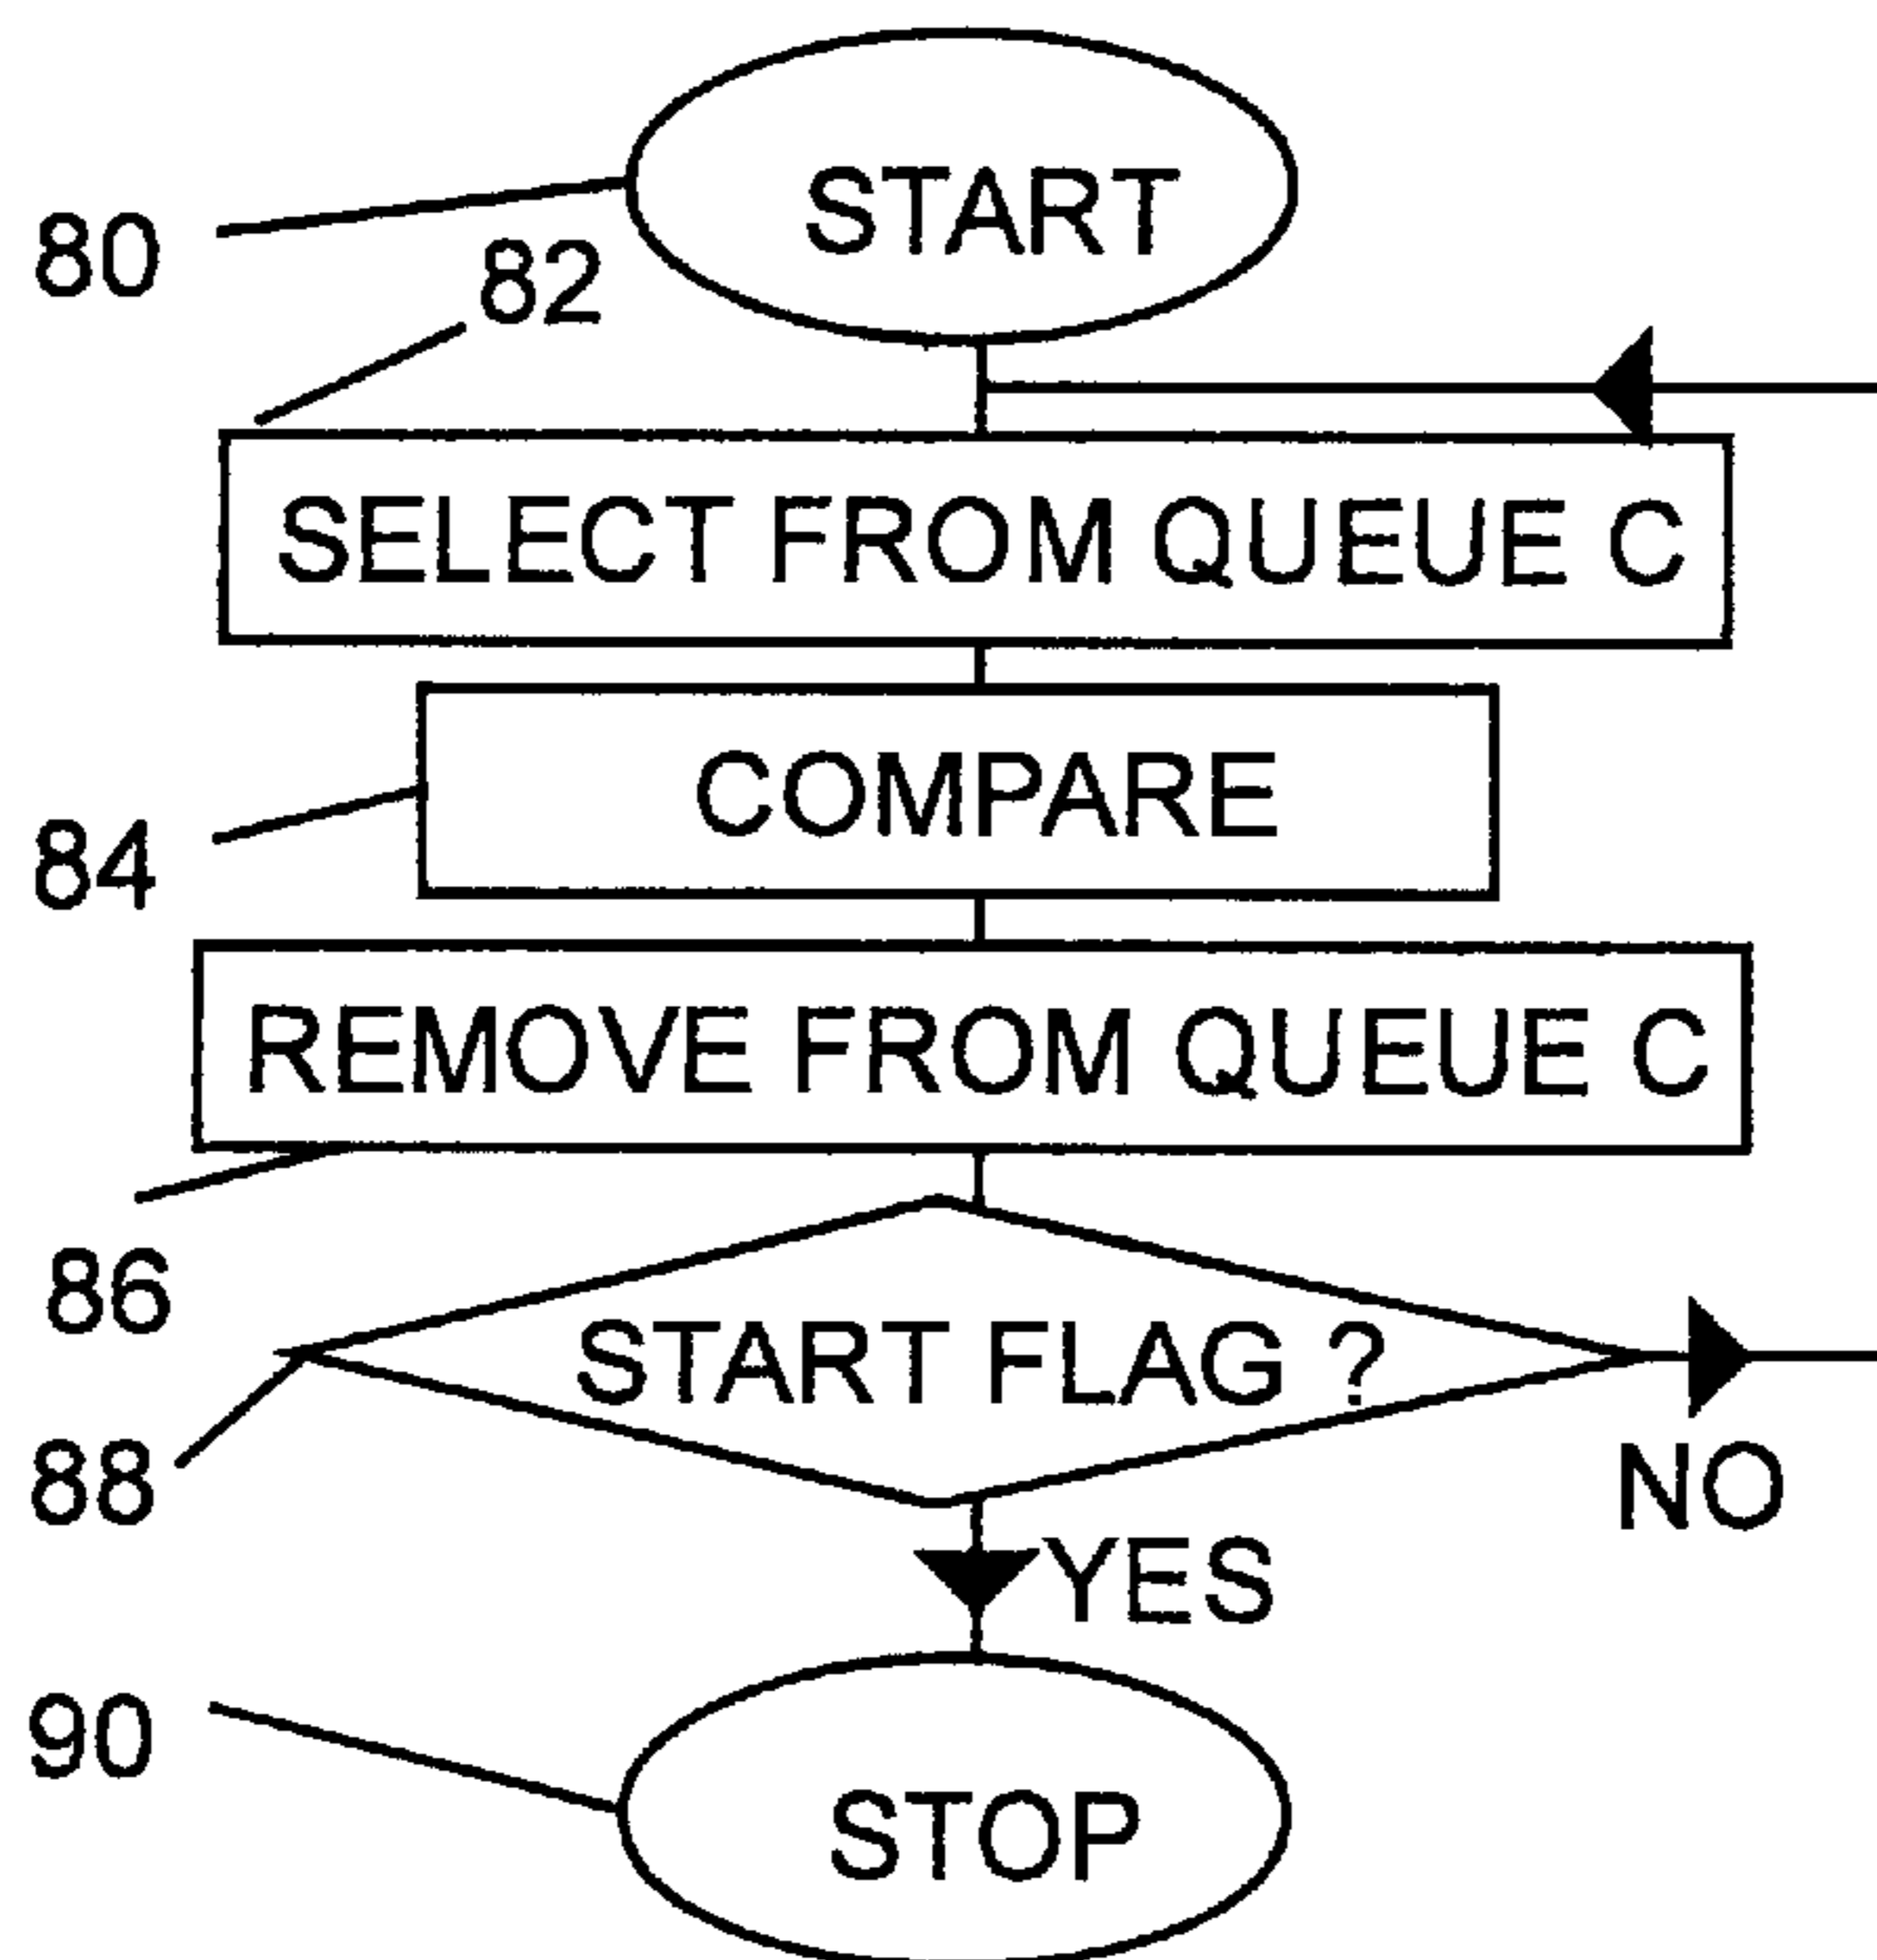 START
80
82
SELECT FROM QUEUE C
COMPARE
84
REMOVE FROM QUEUE C
86
START FLAG ?
88
NO
YES
90
STOP